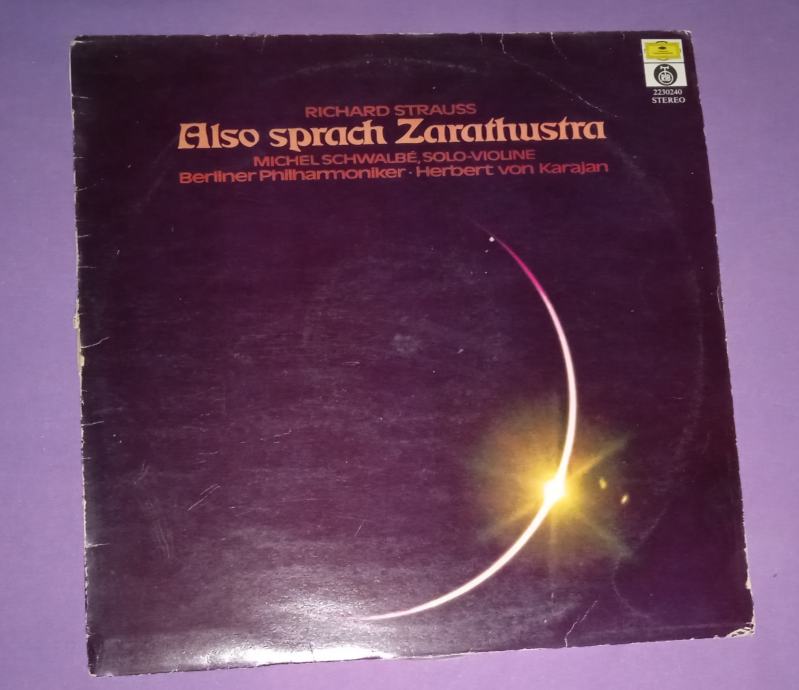 RICHARD STRAUSS
Also sprach Zarathustra
MICHEL SCHWALBÉ, SOLO-VIOLINE
Berliner Philharmoniker · Herbert von Karajan
2230240
STEREO